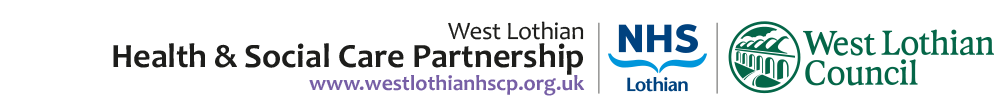 West Lothian
Health & Social Care Partnership
www.westlothianhscp.org.uk
NHS
Lothian
West Lothian
Council